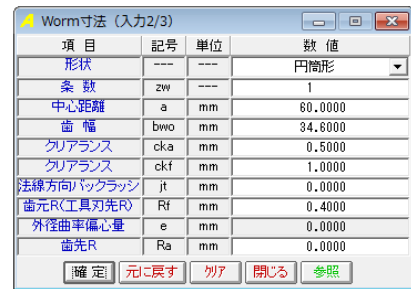 Worm寸法（入力2/3）
項 目 記号 単位 数 値
形状 --- --- 円筒形
条 数 zw --- 1
中心距離 a mm 60.0000
歯 幅 bwo mm 34.6000
クリアランス cka mm 0.5000
クリアランス ckf mm 1.0000
法線方向バックラッシ jt mm 0.0000
歯元R(工具刃先R) Rf mm 0.4000
外径曲率偏心量 e mm 0.0000
歯先R Ra mm 0.0000
確 定 元に戻す クリア 閉じる 参照